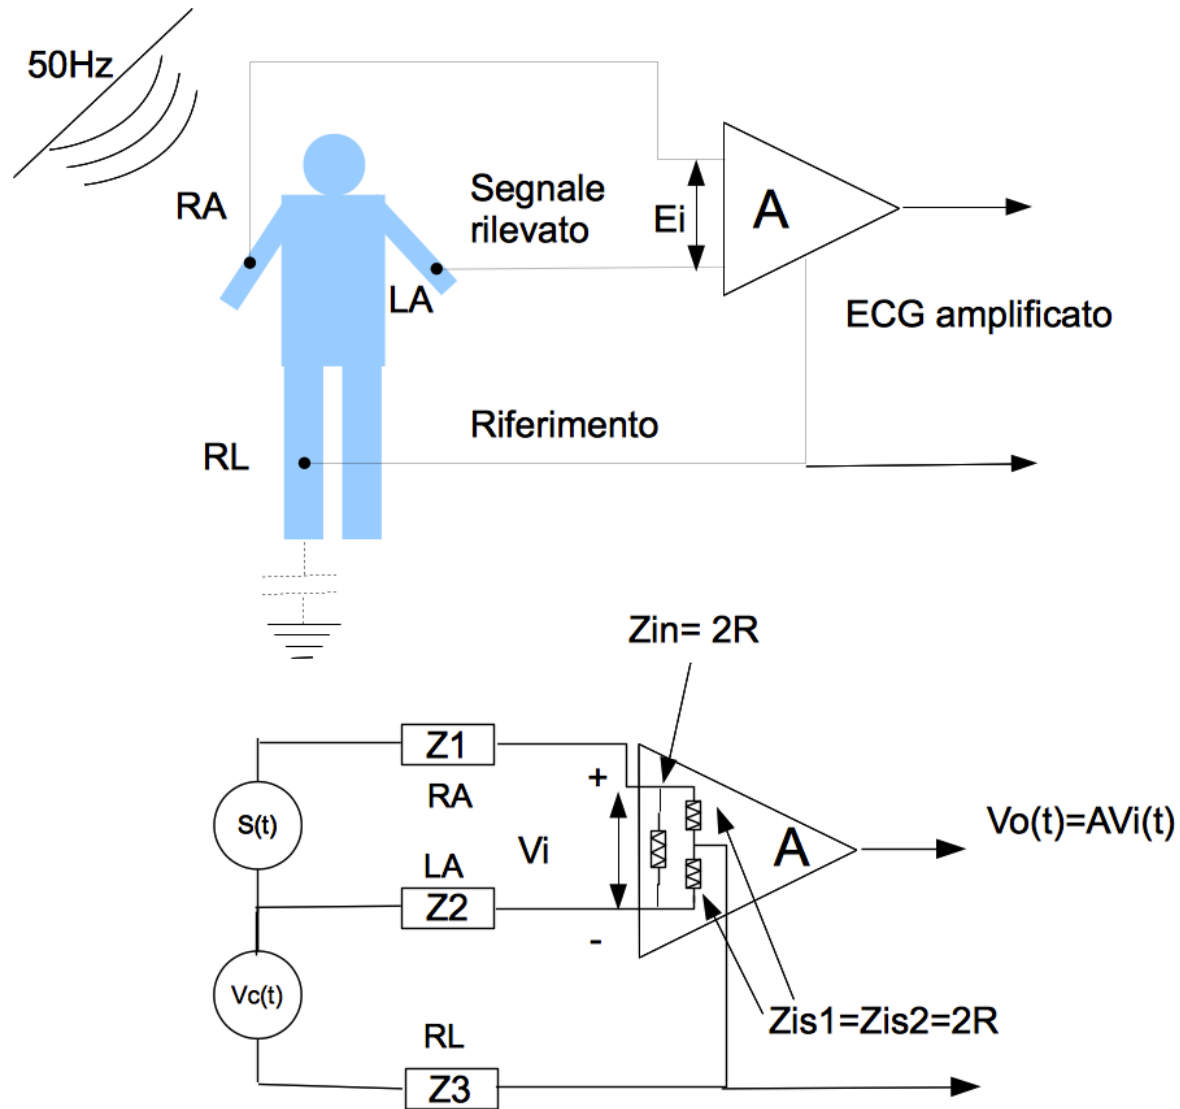 50Hz
RA
Segnale
rilevato
Ei
A
LA
ECG amplificato
Riferimento
RL
Zin= 2R
Z1
+
RA
S(t)
Vi
A
Vo(t)=AVi(t)
LA
Z2
-
Vc(t)
Zis1=Zis2=2R
RL
Z3